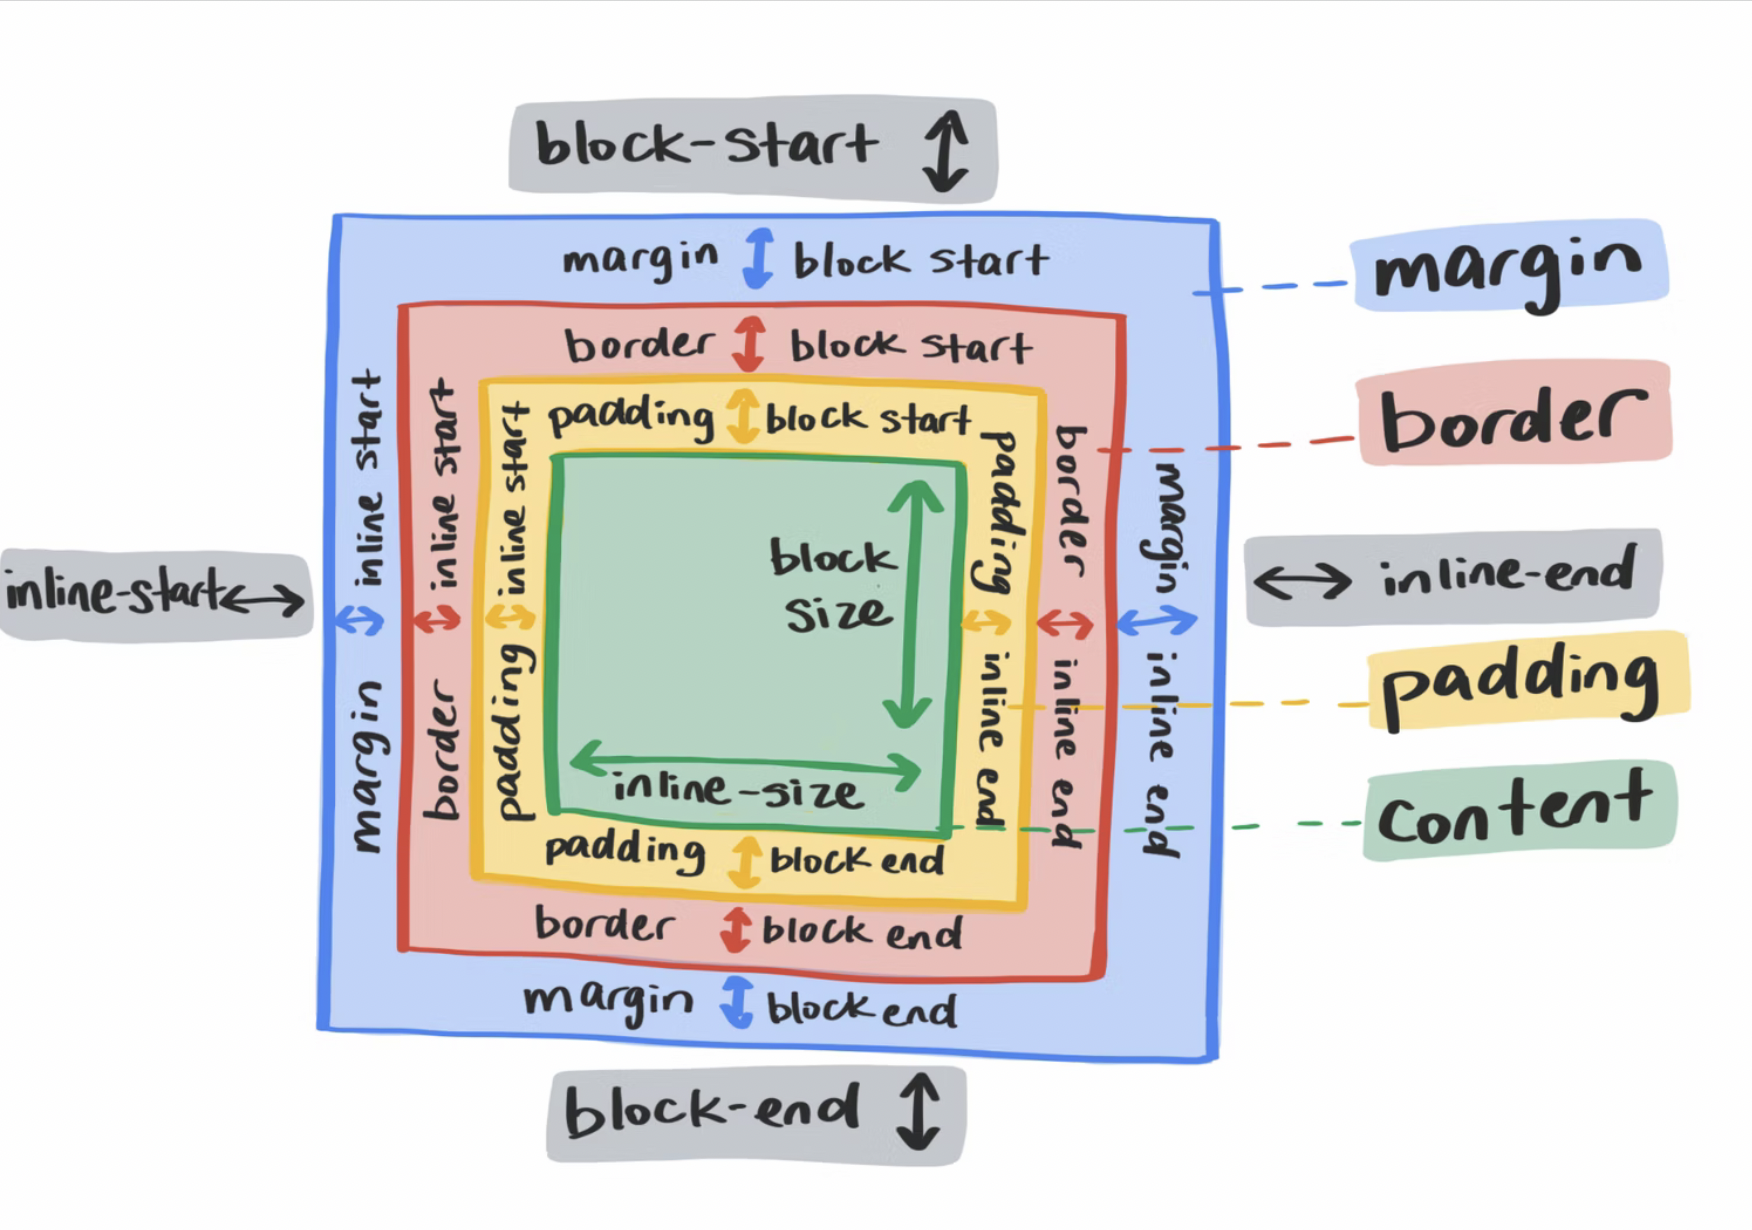 block-start
margin block start
border block start
padding block start
inline-start
margin inline start
border inline start
padding inline start
block
size
inline-size
padding inline end
border inline end
margin inline end
padding block end
border block end
margin block end
block-end
margin
border
inline-end
padding
content